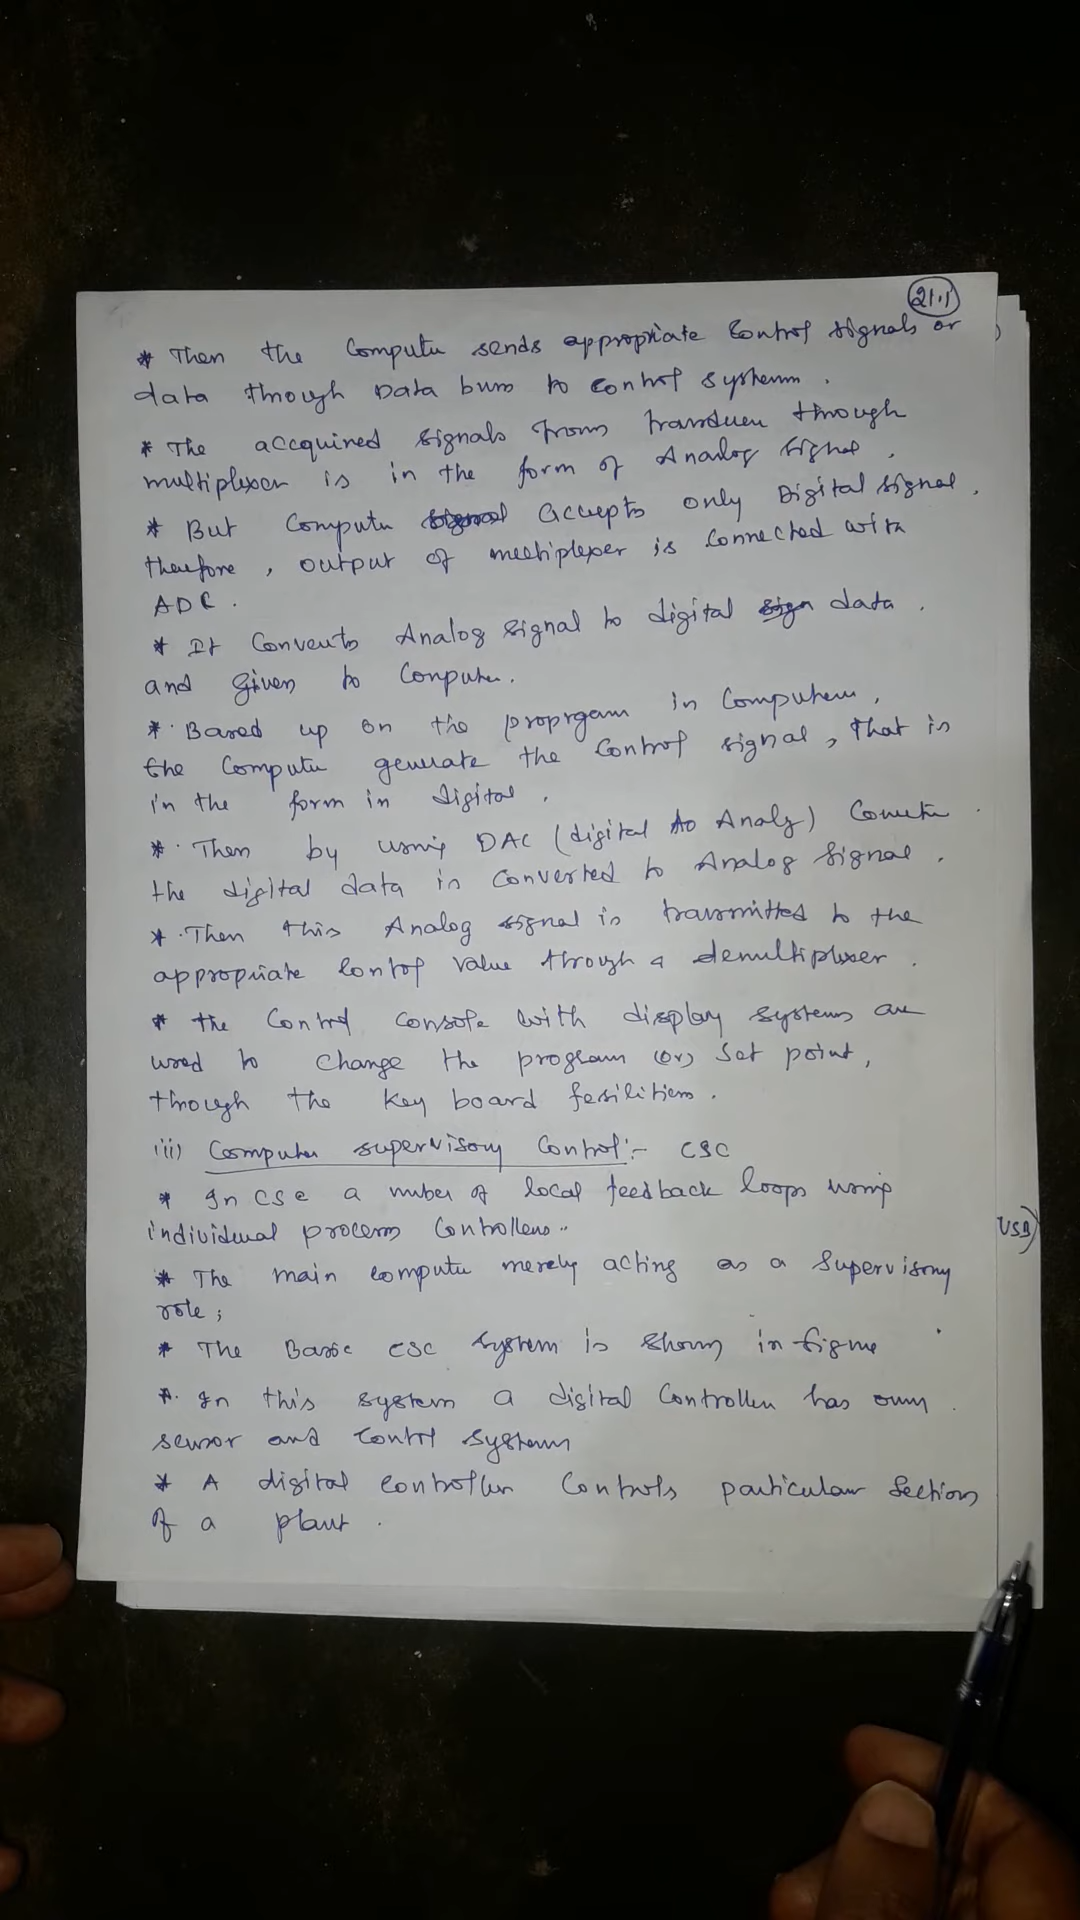 21.1
* Then the Computer sends appropriate Control signals or
data through Data bus to control system.
* The accquired signals from transducer through
multiplexer is in the form of Analog signal.
* But Computer accepts only Digital signal.
therefore, output of multiplexer is Connected with
ADC.
* It Converts Analog signal to digital data.
and given to Computer.
* Based up on the proprgam in Computer,
the Computer generate the Control signal, That is
in the form in digital.
* Then by using DAC (digital to Analg)
the digital data is Converted to Analog Signal.
* Then this Analog signal is transmitted to the
appropriate Control Value through a demultiplexer.
* the Control Console with display systems are
used to change the program (or) Set point,
through the key board fesilities.
iii) Computer supervisory Control:- CSC
* In CSC a nuber of local feedback loops using
individual process Controllers..
* The main computer merely acting as a Supervisory
role;
* The Basic CSC System is shown in figure
* In this system a digital Controller has own
sensor and Control System
* A digital controller Controls particular Section
of a plant.
USB)